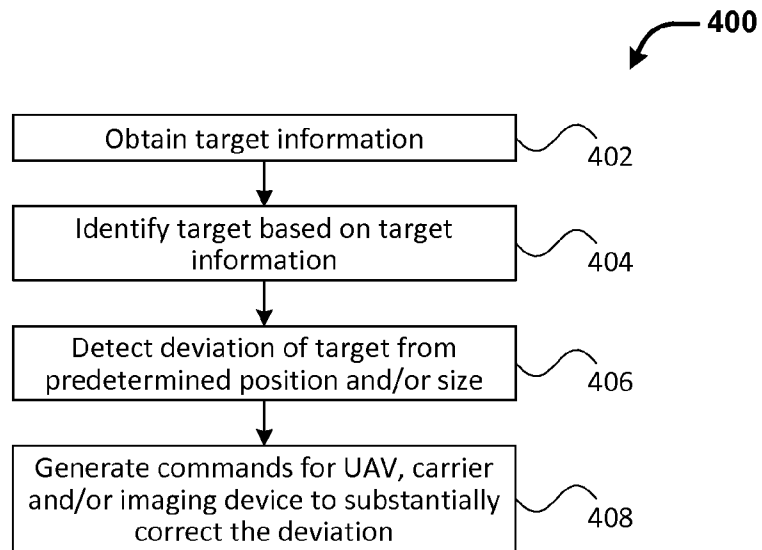 400
Obtain target information
402
Identify target based on target
information
404
Detect deviation of target from
predetermined position and/or size
406
Generate commands for UAV, carrier
and/or imaging device to substantially
correct the deviation
408